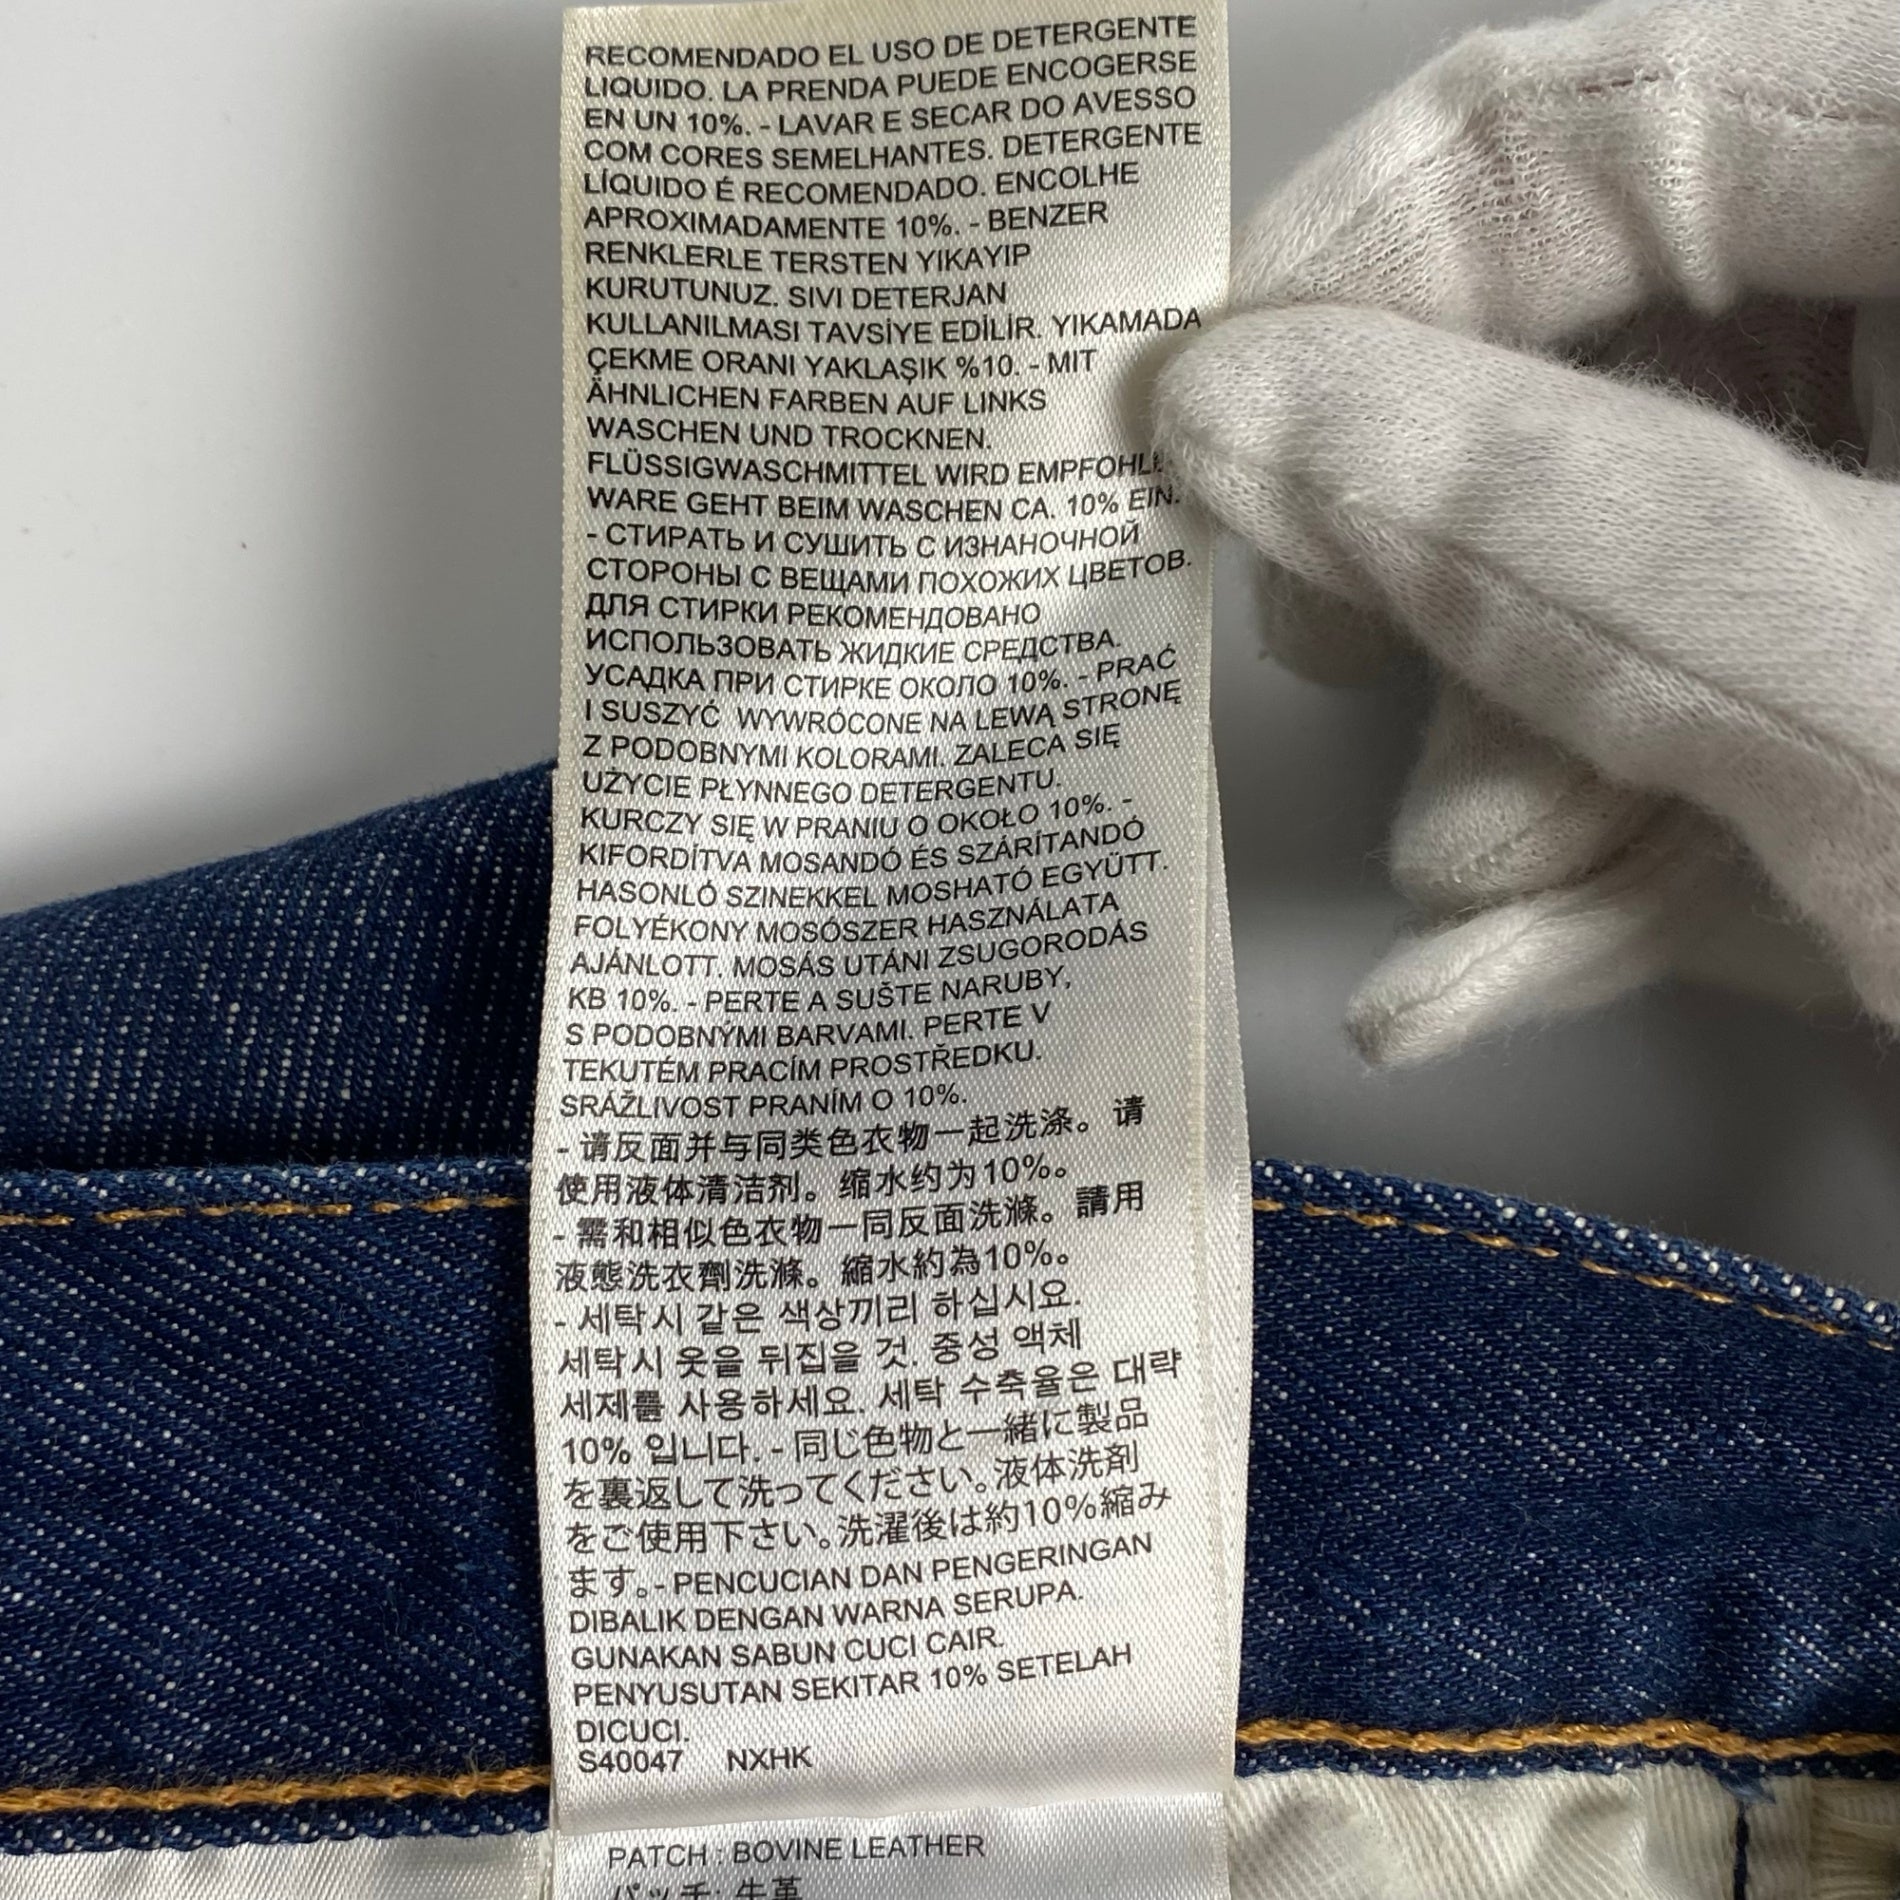 RECOMENDADO EL USO DE DETERGENTE
LIQUIDO. LA PRENDA PUEDE ENCOGERSE
EN UN 10%. - LAVAR E SECAR DO AVESSO
COM CORES SEMELHANTES. DETERGENTE
LÍQUIDO É RECOMENDADO. ENCOLHE
APROXIMADAMENTE 10%. - BENZER
RENKLERLE TERSTEN YIKAYIP
KURUTUNUZ. SIVI DETERJAN
KULLANILMASI TAVSİYE EDİLİR. YIKAMADA
ÇEKME ORANI YAKLAŞIK %10. - MIT
ÄHNLICHEN FARBEN AUF LINKS
WASCHEN UND TROCKNEN.
FLÜSSIGWASCHMITTEL WIRD
WARE GEHT BEIM WASCHEN CA. 10% EIN.
- СТИРАТЬ И СУШИТЬ С ИЗНАНОЧНОЙ
СТОРОНЫ С ВЕЩАМИ ПОХОЖИХ ЦВЕТОВ.
ДЛЯ СТИРКИ РЕКОМЕНДОВАНО
ИСПОЛЬЗОВАТЬ ЖИДКИЕ СРЕДСТВА.
УСАДКА ПРИ СТИРКЕ ОКОЛО 10%. - PRAĆ
I SUSZYĆ WYWRÓCONE NA LEWĄ STRONĘ
Z PODOBNYMI KOLORAMI. ZALECA SIĘ
UŻYCIE PŁYNNEGO DETERGENTU.
KURCZY SIĘ W PRANIU O OKOŁO 10%. -
KIFORDÍTVA MOSANDÓ ÉS SZÁRÍTANDÓ
HASONLÓ SZINEKKEL MOSHATÓ EGYÜTT.
FOLYÉKONY MOSÓSZER HASZNÁLATA
AJÁNLOTT. MOSÁS UTÁNI ZSUGORODÁS
KB 10%. - PERTE A SUŠTE NARUBY,
S PODOBNÝMI BARVAMI. PERTE V
TEKUTÉM PRACÍM PROSTŘEDKU.
SRÁŽLIVOST PRANÍM O 10%.
- 请反面并与同类色衣物一起洗涤。请
使用液体清洁剂。缩水约为10%。
- 需和相似色衣物一同反面洗滌。請用
液態洗衣劑洗滌。縮水約為10%。
- 세탁시 같은 색상끼리 하십시요.
세탁시 옷을 뒤집을 것. 중성 액체
세제를 사용하세요. 세탁 수축율은 대략
10% 입니다. - 同じ色物と一緒に製品
を裏返して洗ってください。液体洗剤
をご使用下さい。洗濯後は約10%縮み
ます。- PENCUCIAN DAN PENGERINGAN
DIBALIK DENGAN WARNA SERUPA.
GUNAKAN SABUN CUCI CAIR.
PENYUSUTAN SEKITAR 10% SETELAH
DICUCI.
S40047 NXHK
PATCH : BOVINE LEATHER
パッチ: 牛革